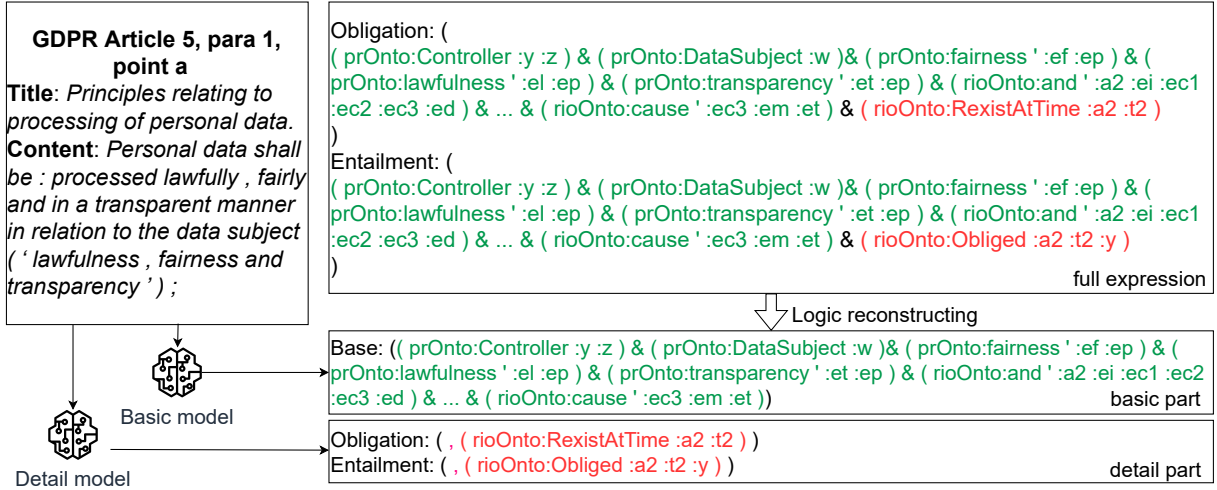 GDPR Article 5, para 1,
point a
Title: Principles relating to
processing of personal data.
Content: Personal data shall
be : processed lawfully , fairly
and in a transparent manner
in relation to the data subject
( ‘ lawfulness , fairness and
transparency ’ ) ;
Obligation: (
( prOnto:Controller :y :z ) & ( prOnto:DataSubject :w )& ( prOnto:fairness ' :ef :ep ) & (
prOnto:lawfulness ' :el :ep ) & ( prOnto:transparency ' :et :ep ) & ( rioOnto:and ' :a2 :ei :ec1
:ec2 :ec3 :ed ) & ... & ( rioOnto:cause ' :ec3 :em :et ) & ( rioOnto:RexistAtTime :a2 :t2 )
)
Entailment: (
( prOnto:Controller :y :z ) & ( prOnto:DataSubject :w )& ( prOnto:fairness ' :ef :ep ) & (
prOnto:lawfulness ' :el :ep ) & ( prOnto:transparency ' :et :ep ) & ( rioOnto:and ' :a2 :ei :ec1
:ec2 :ec3 :ed ) & ... & ( rioOnto:cause ' :ec3 :em :et ) & ( rioOnto:Obliged :a2 :t2 :y )
)
full expression
Logic reconstructing
Base: (( prOnto:Controller :y :z ) & ( prOnto:DataSubject :w )& ( prOnto:fairness ' :ef :ep ) & (
prOnto:lawfulness ' :el :ep ) & ( prOnto:transparency ' :et :ep ) & ( rioOnto:and ' :a2 :ei :ec1 :ec2
:ec3 :ed ) & ... & ( rioOnto:cause ' :ec3 :em :et ))
basic part
Basic model
Obligation: ( , ( rioOnto:RexistAtTime :a2 :t2 ) )
Entailment: ( , ( rioOnto:Obliged :a2 :t2 :y ) )
detail part
Detail model